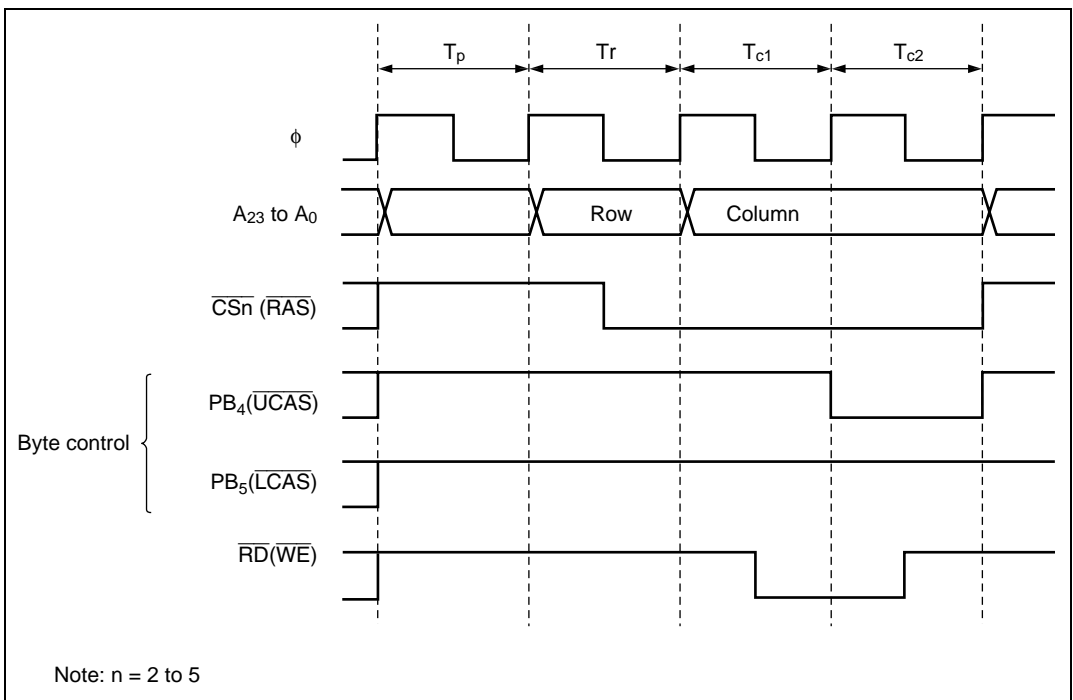 Tp Tr Tc1 Tc2
φ
A23 to A0
Row Column
CSn (RAS)
PB4(UCAS)
Byte control
PB5(LCAS)
RD(WE)
Note: n = 2 to 5